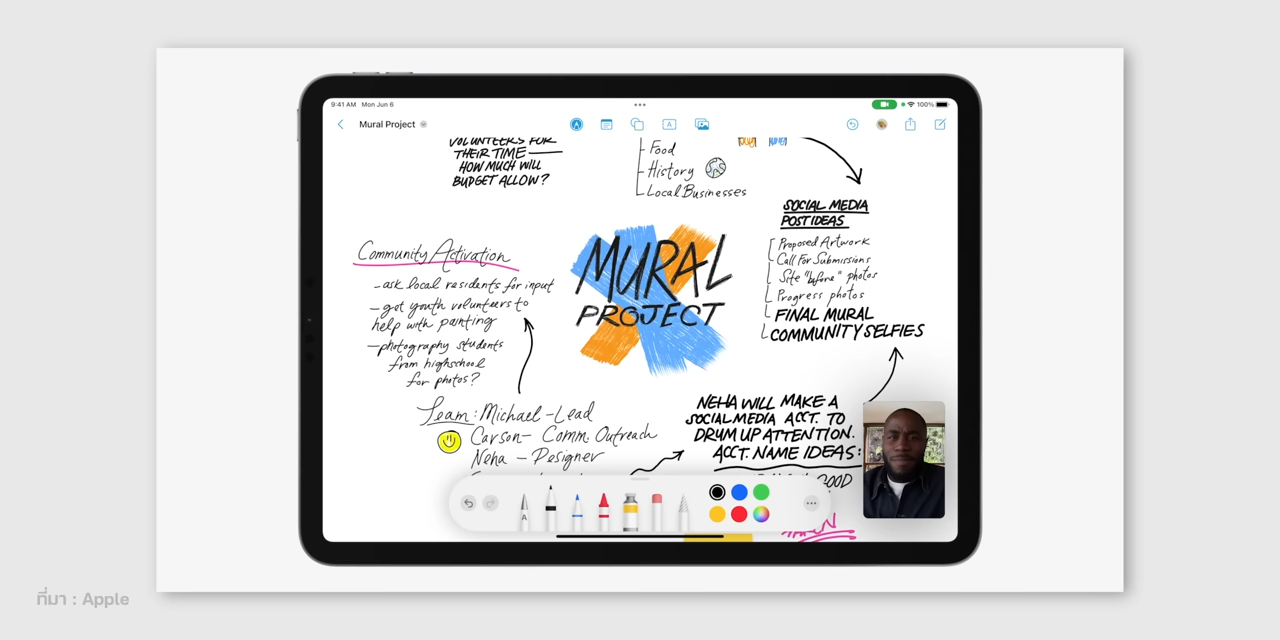 9:41 AM Mon Jun 6
100%
Mural Project
VOLUNTEERS FOR
THEIR TIME —
HOW MUCH WILL
BUDGET ALLOW?
Food
History
Local Businesses
SOCIAL MEDIA
POST IDEAS
Proposed Artwork
Call For Submissions
Site "before" photos
Progress photos
FINAL MURAL
COMMUNITY SELFIES
Community Activation
-ask local residents for input
-got youth volunteers to
help with painting
-photography students
from highschool
for photos?
MURAL
PROJECT
Team: Michael - Lead
Carson - Comm. Outreach
Neha - Designer
NEHA WILL MAKE A
SOCIAL MEDIA ACCT. TO
DRUM UP ATTENTION.
ACCT. NAME IDEAS:
A
A
A
ที่มา : Apple